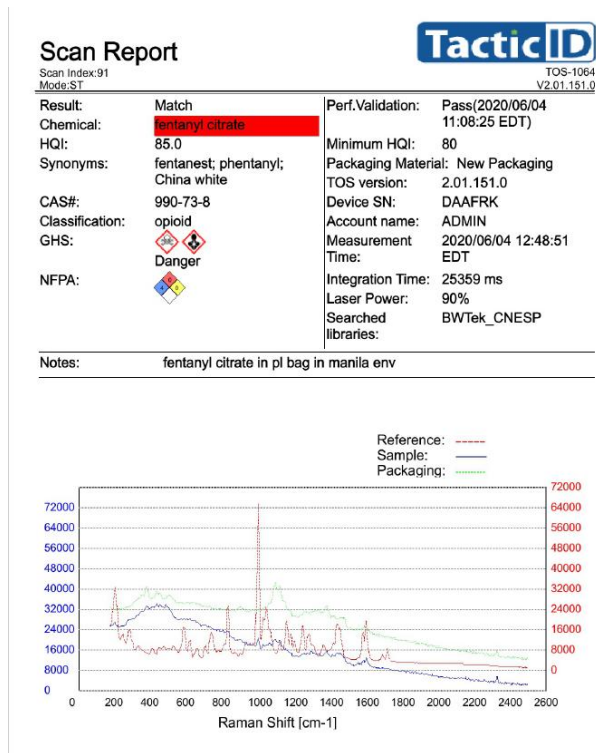 Scan Report
TacticID
Scan Index:91
TOS-1064
Mode:ST
V2.01.151.0
Result: Match
Chemical: fentanyl citrate
HQI: 85.0
Synonyms: fentanest; phentanyl;
China white
CAS#: 990-73-8
Classification: opioid
GHS:
Danger
NFPA:
Perf.Validation: Pass(2020/06/04
11:08:25 EDT)
Minimum HQI: 80
Packaging Material: New Packaging
TOS version: 2.01.151.0
Device SN: DAAFRK
Account name: ADMIN
Measurement 2020/06/04 12:48:51
Time: EDT
Integration Time: 25359 ms
Laser Power: 90%
Searched BWTek_CNESP
libraries:
Notes: fentanyl citrate in pl bag in manila env
Reference:
Sample:
Packaging:
72000
72000 64000
64000 56000
56000 48000
48000 40000
40000 32000
32000 24000
24000 16000
16000 8000
8000 0
0
0 200 400 600 800 1000 1200 1400 1600 1800 2000 2200 2400 2600
Raman Shift [cm-1]